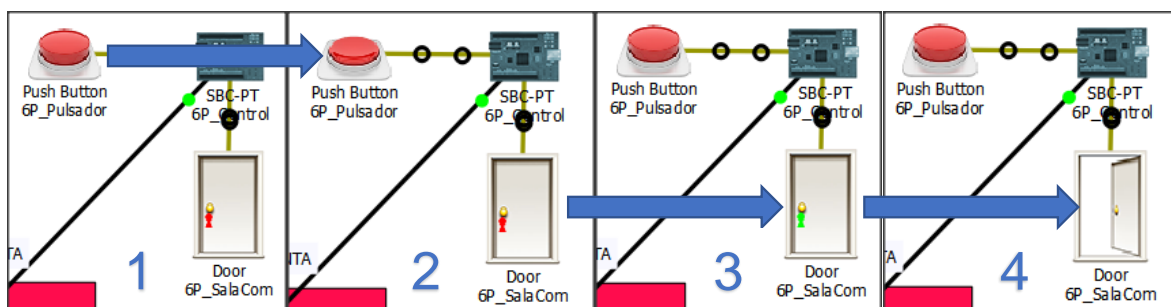 Push Button
6P_Pulsador
SBC-PT
6P_Control
Door
6P_SalaCom
TA
1
Push Button
6P_Pulsador
SBC-PT
6P_Control
Door
6P_SalaCom
NTA
2
Push Button
6P_Pulsador
SBC-PT
6P_Control
Door
6P_SalaCom
TA
3
Push Button
6P_Pulsador
SBC-PT
6P_Control
Door
6P_SalaCom
TA
4